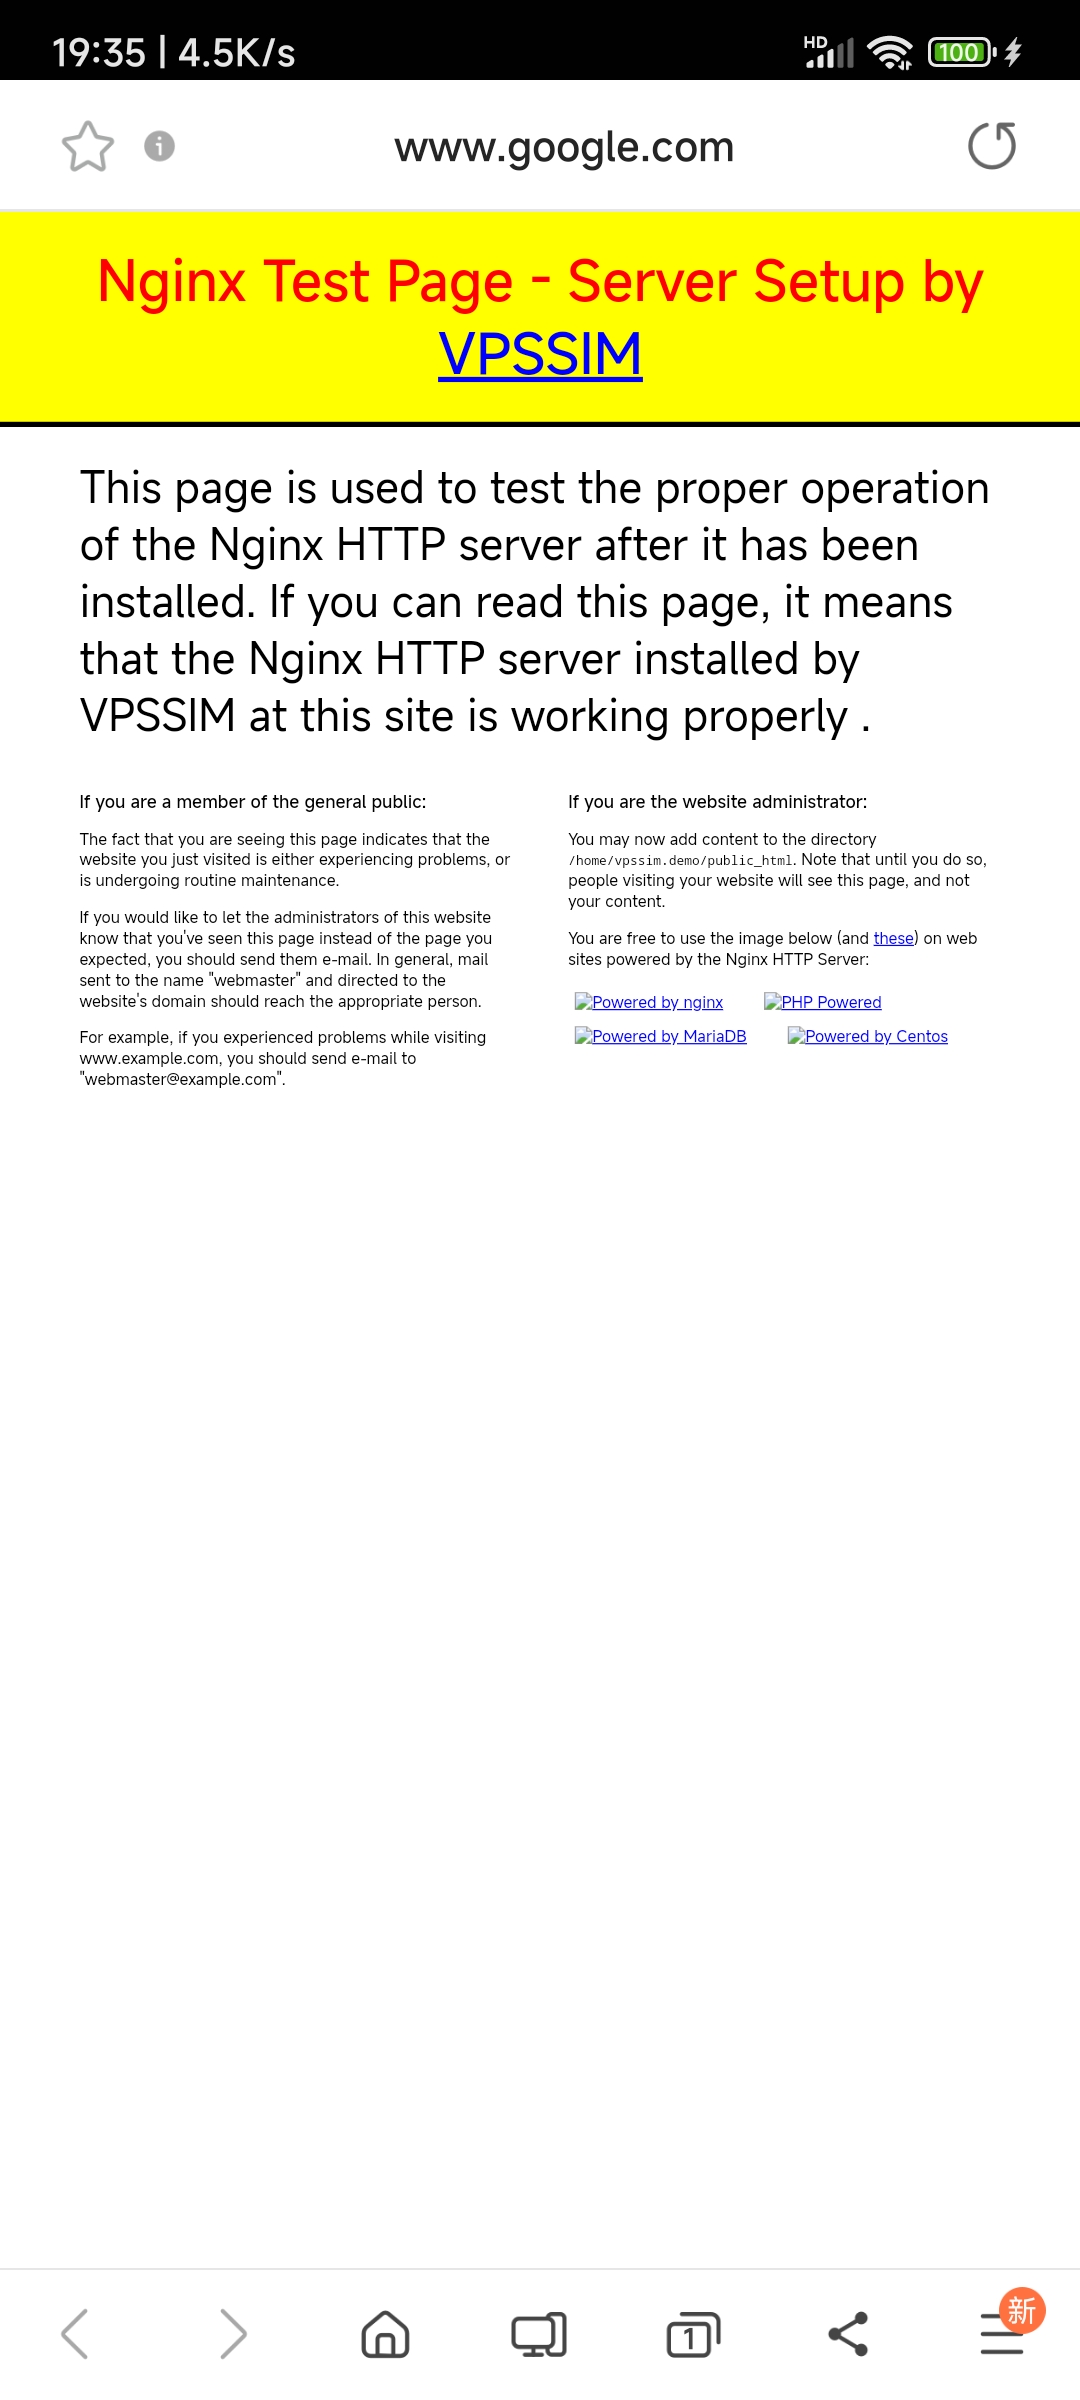 19:35 | 4.5K/s
HD
100
www.google.com
Nginx Test Page - Server Setup by
VPSSIM
This page is used to test the proper operation
of the Nginx HTTP server after it has been
installed. If you can read this page, it means
that the Nginx HTTP server installed by
VPSSIM at this site is working properly .
If you are a member of the general public:
The fact that you are seeing this page indicates that the
website you just visited is either experiencing problems, or
is undergoing routine maintenance.
If you would like to let the administrators of this website
know that you've seen this page instead of the page you
expected, you should send them e-mail. In general, mail
sent to the name "webmaster" and directed to the
website's domain should reach the appropriate person.
For example, if you experienced problems while visiting
www.example.com, you should send e-mail to
"webmaster@example.com".
If you are the website administrator:
You may now add content to the directory
/home/vpssim.demo/public_html. Note that until you do so,
people visiting your website will see this page, and not
your content.
You are free to use the image below (and these) on web
sites powered by the Nginx HTTP Server:
Powered by nginx PHP Powered
Powered by MariaDB Powered by Centos
1
新